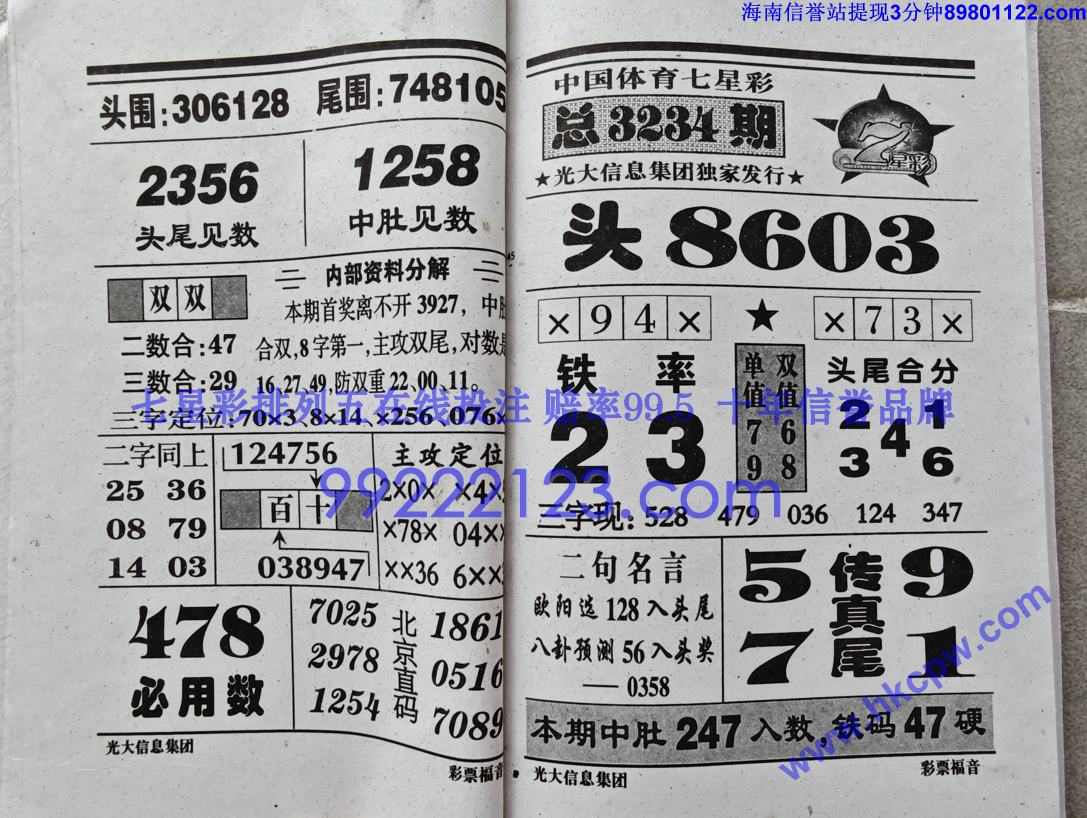 海南信誉站提现3分钟89801122.com
头围:306128 尾围:748105
2356
头尾见数
1258
中肚见数
双双
二数合:47
三数合:29
内部资料分解
本期首奖离不开 3927, 中肚
合双,8字第一,主攻双尾,对数是
16,27,49,防双重22、00、11。
三字定位:70×3、8×14、×256、076×
七星彩排列五在线投注 赔率99.5 十年信誉品牌
二字同上
25 36
08 79
14 03
124756
百十
038947
主攻定位
2×0×
×78× 04××
××36 6××
99222123.com
478
必用数
7025
2978
1254
北京直码
1861
0516
7089
光大信息集团
彩票福音
中国体育七星彩
总3234期
★光大信息集团独家发行★
7星彩
头8603
×94× ★ ×73×
铁率
23
单值79
双值68
头尾合分
2 1
4
3 6
三字现: 528 479 036 124 347
二句名言
欧阳选128入头尾
八卦预测56入头奖
——0358
5 9
传真尾
7 1
www.hkcpw.com
本期中肚247入数,铁码47硬
光大信息集团
彩票福音